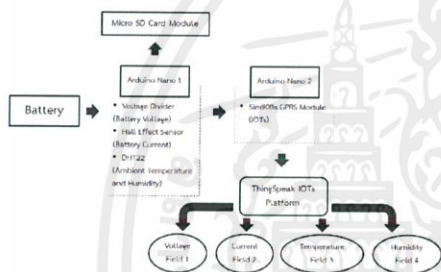 Micro SD Card Module
Arduino Nano 1
Arduino Nano 2
Battery
• Voltage Divider
(Battery Voltage)
• Hall Effect Sensor
(Battery Current)
• DHT22
(Ambient Temperature
and Humidity)
• Sim900a GPRS Module
(IOTs)
ThingSpeak IOTs
Platform
Voltage
Field 1
Current
Field 2
Temperature
Field 3
Humidity
Field 4